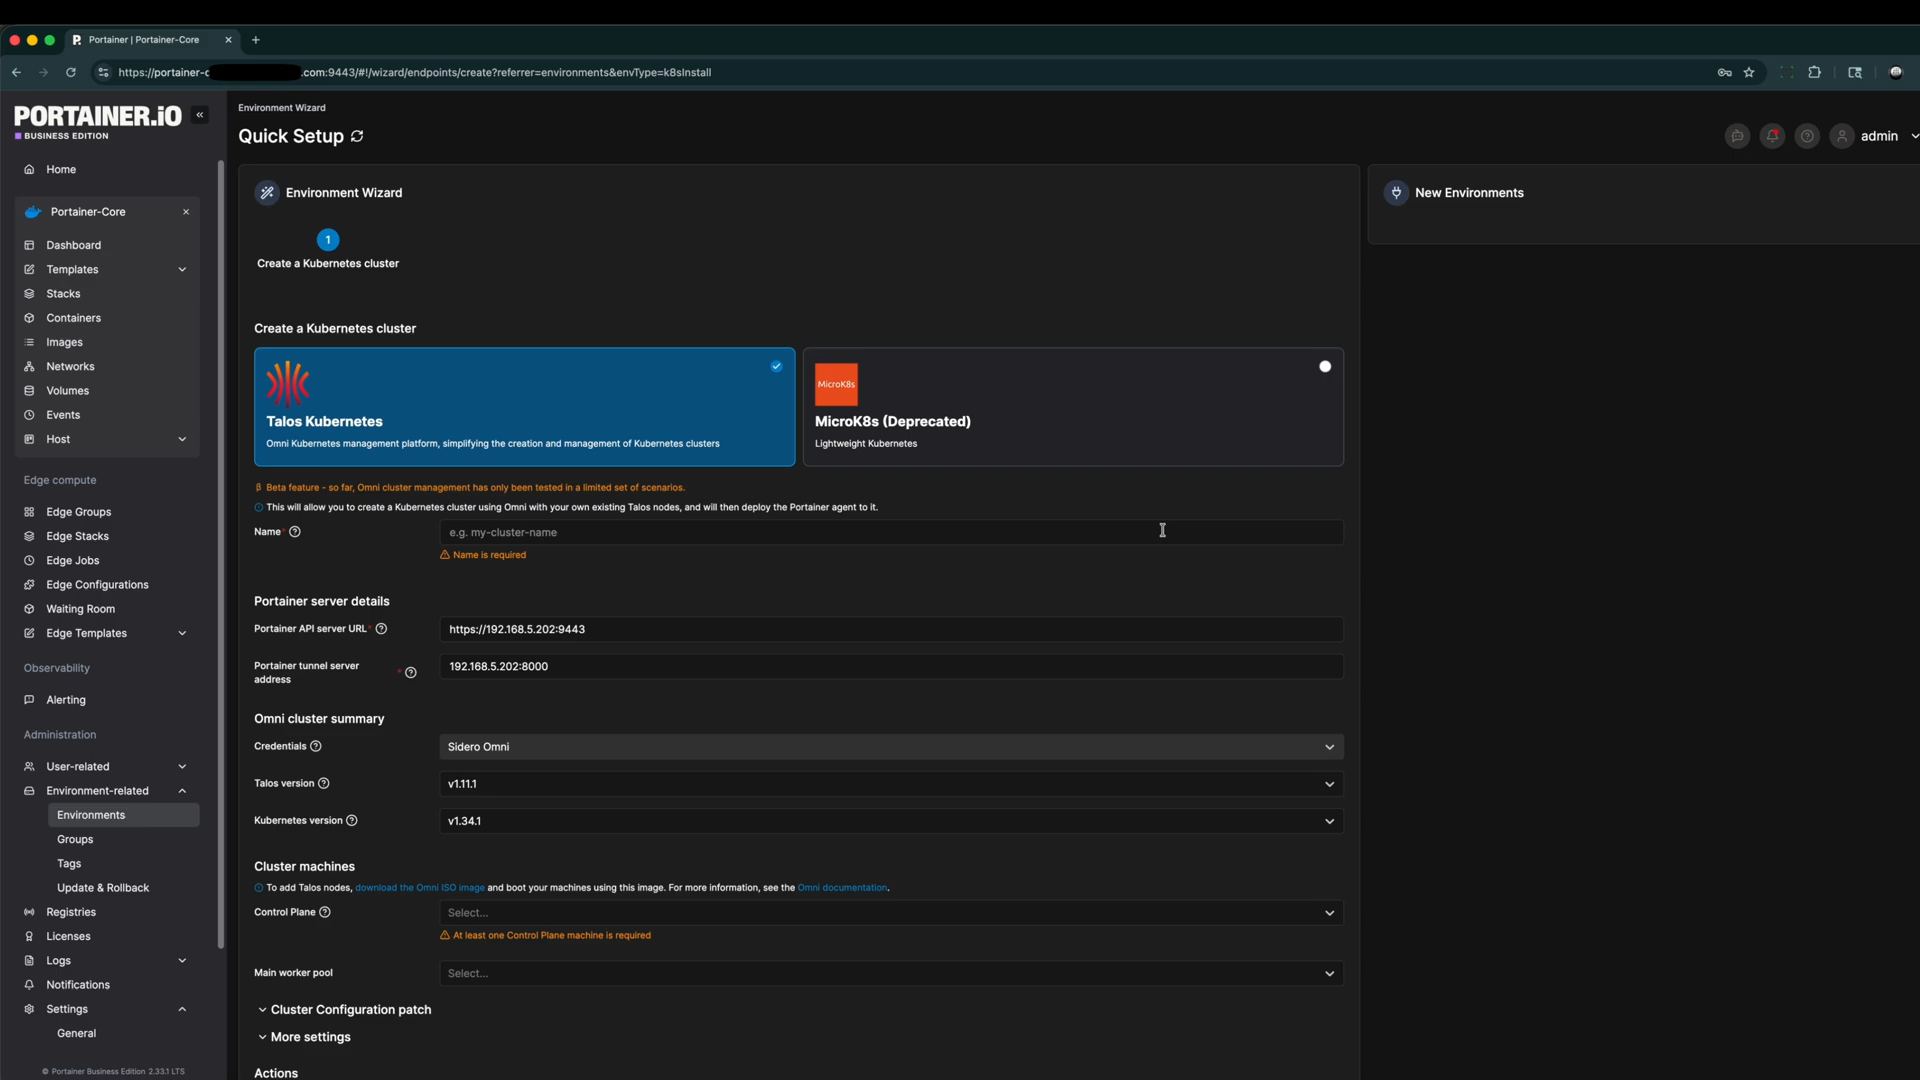 Portainer | Portainer-Core
https://portainer-c
.com:9443/#!/wizard/endpoints/create?referrer=environments&envType=k8sInstall
PORTAINER.iO
BUSINESS EDITION
Home
Portainer-Core
Dashboard
Templates
Stacks
Containers
Images
Networks
Volumes
Events
Host
Edge compute
Edge Groups
Edge Stacks
Edge Jobs
Edge Configurations
Waiting Room
Edge Templates
Observability
Alerting
Administration
User-related
Environment-related
Environments
Groups
Tags
Update & Rollback
Registries
Licenses
Logs
Notifications
Settings
General
© Portainer Business Edition 2.33.1 LTS
Environment Wizard
Quick Setup
admin
Environment Wizard
1
Create a Kubernetes cluster
Create a Kubernetes cluster
Talos Kubernetes
Omni Kubernetes management platform, simplifying the creation and management of Kubernetes clusters
MicroK8s
MicroK8s (Deprecated)
Lightweight Kubernetes
β Beta feature - so far, Omni cluster management has only been tested in a limited set of scenarios.
This will allow you to create a Kubernetes cluster using Omni with your own existing Talos nodes, and will then deploy the Portainer agent to it.
Name*
e.g. my-cluster-name
Name is required
Portainer server details
Portainer API server URL*
https://192.168.5.202:9443
Portainer tunnel server address *
192.168.5.202:8000
Omni cluster summary
Credentials
Sidero Omni
Talos version
v1.11.1
Kubernetes version
v1.34.1
Cluster machines
To add Talos nodes, download the Omni ISO image and boot your machines using this image. For more information, see the Omni documentation.
Control Plane
Select...
At least one Control Plane machine is required
Main worker pool
Select...
Cluster Configuration patch
More settings
Actions
New Environments